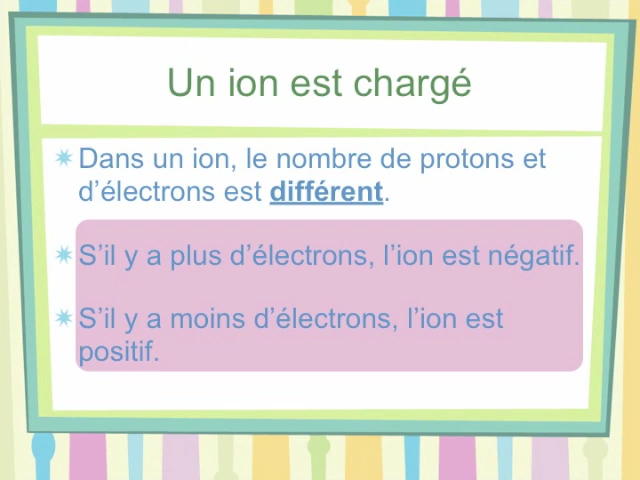 Un ion est chargé
Dans un ion, le nombre de protons et
d’électrons est différent.
S’il y a plus d’électrons, l’ion est négatif.
S’il y a moins d’électrons, l’ion est
positif.